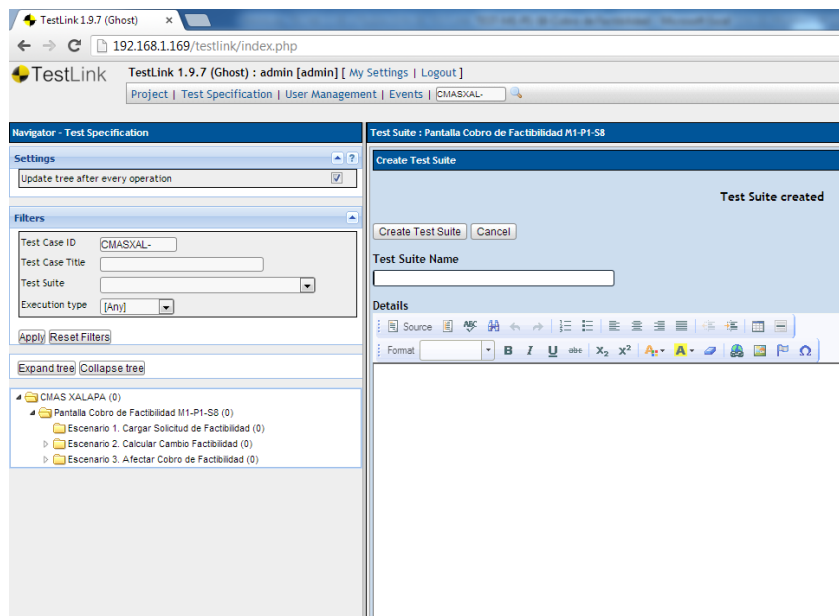 TestLink 1.9.7 (Ghost)
192.168.1.169/testlink/index.php
TestLink
TestLink 1.9.7 (Ghost) : admin [admin] [ My Settings | Logout ]
Project | Test Specification | User Management | Events | CMASXAL-
Navigator - Test Specification
Settings
?
Update tree after every operation
Filters
Test Case ID CMASXAL-
Test Case Title
Test Suite
Execution type [Any]
Apply Reset Filters
Expand tree Collapse tree
CMAS XALAPA (0)
Pantalla Cobro de Factibilidad M1-P1-S8 (0)
Escenario 1. Cargar Solicitud de Factibilidad (0)
Escenario 2. Calcular Cambio Factibilidad (0)
Escenario 3. Afectar Cobro de Factibilidad (0)
Test Suite : Pantalla Cobro de Factibilidad M1-P1-S8
Create Test Suite
Test Suite created
Create Test Suite Cancel
Test Suite Name
Details
Source ABC
Format B I U abc X₂ X² A A Ω